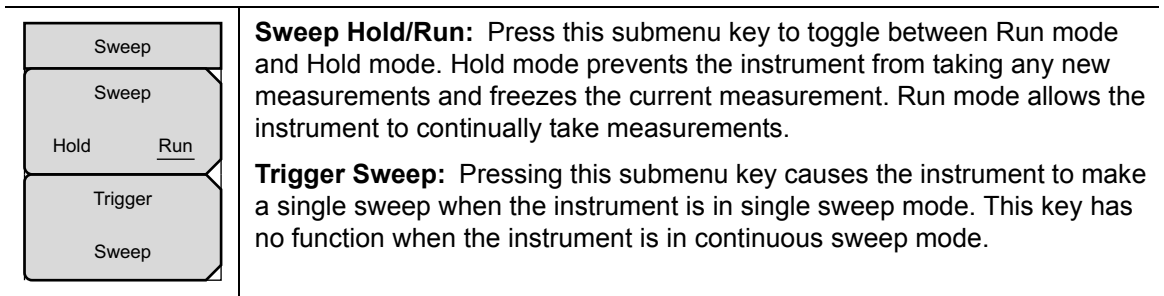 Sweep
Sweep
Hold Run
Trigger
Sweep
Sweep Hold/Run: Press this submenu key to toggle between Run mode
and Hold mode. Hold mode prevents the instrument from taking any new
measurements and freezes the current measurement. Run mode allows the
instrument to continually take measurements.
Trigger Sweep: Pressing this submenu key causes the instrument to make
a single sweep when the instrument is in single sweep mode. This key has
no function when the instrument is in continuous sweep mode.